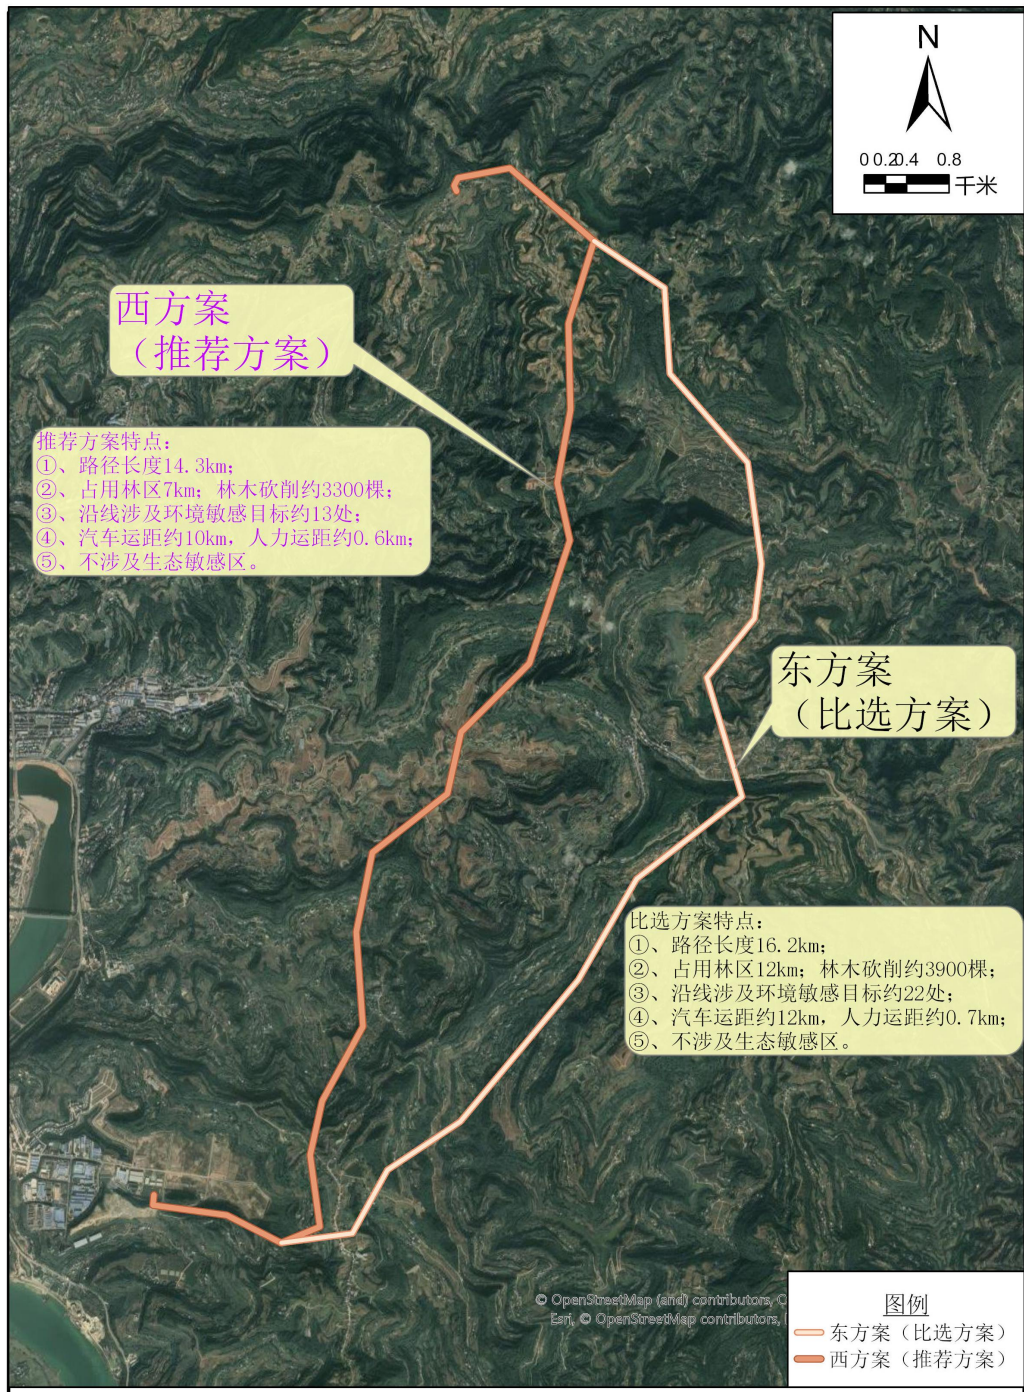 N
0 0.2 0.4 0.8
千米
西方案
（推荐方案）
推荐方案特点：
①、路径长度14.3km；
②、占用林区7km；林木砍削约3300棵；
③、沿线涉及环境敏感目标约13处；
④、汽车运距约10km，人力运距约0.6km；
⑤、不涉及生态敏感区。
东方案
（比选方案）
比选方案特点：
①、路径长度16.2km；
②、占用林区12km；林木砍削约3900棵；
③、沿线涉及环境敏感目标约22处；
④、汽车运距约12km，人力运距约0.7km；
⑤、不涉及生态敏感区。
© OpenStreetMap (and) contributors,
Esri, © OpenStreetMap contributors,
图例
东方案（比选方案）
西方案（推荐方案）